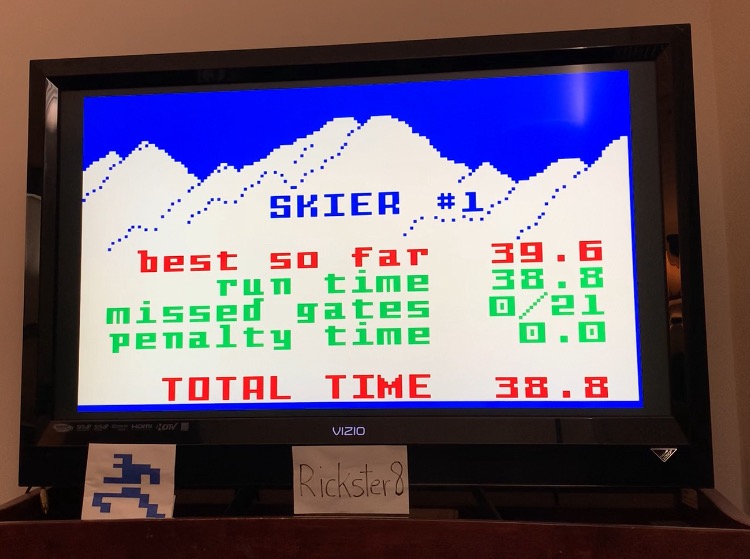 SKIER #1
best so far 39.6
run time 38.8
missed gates 0/21
penalty time 0.0
TOTAL TIME 38.8
HDMI
VIZIO
Rickster8